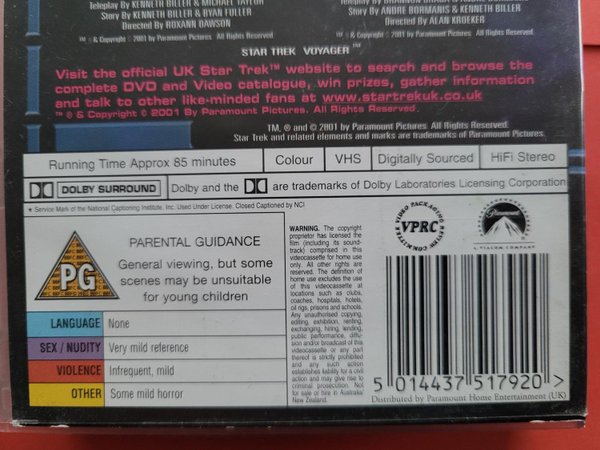 Teleplay by KENNETH BILLER & MICHAEL TAYLOR
Story by KENNETH BILLER & RYAN FULLER
Directed by ROXANN DAWSON
™ & © Copyright © 2001 By Paramount Pictures. All Rights Reserved.
Story by ANDRE BORMANIS & KENNETH BILLER
Directed by ALAN KROEKER
™ & © Copyright © 2001 By Paramount Pictures. All Rights Reserved.
STAR TREK VOYAGER™
Visit the official UK Star Trek™ website to search and browse the
complete DVD and Video catalogue, win prizes, gather information
and talk to other like-minded fans at www.startrekuk.co.uk
™ ® & Copyright © 2001 By Paramount Pictures. All Rights Reserved.
TM, ® and © 2001 by Paramount Pictures. All Rights Reserved.
Star Trek and related elements and marks are trademarks of Paramount Pictures.
Running Time Approx 85 minutes Colour VHS Digitally Sourced HiFi Stereo
DOLBY SURROUND Dolby and the are trademarks of Dolby Laboratories Licensing Corporation
★ Service Mark of the National Captioning Institute, Inc. Used Under License. Closed Captioned by NCI
PG
PARENTAL GUIDANCE
General viewing, but some
scenes may be unsuitable
for young children
LANGUAGE None
SEX / NUDITY Very mild reference
VIOLENCE Infrequent, mild
OTHER Some mild horror
WARNING. The copyright
proprietor has licensed the
film (including its sound-
track) comprised in this
videocassette for home use
only. All other rights are
reserved. The definition of
home use excludes the use
of this videocassette at
locations such as clubs,
coaches, hospitals, hotels,
oil rigs, prisons and schools.
Any unauthorised copying,
editing, exhibition, renting,
exchanging, hiring, lending,
public performance, diffu-
sion and/or broadcast of this
videocassette or any part
thereof is strictly prohibited
and any such action
establishes liability for a civil
action and may give rise to
criminal prosecution. Not
for sale or hire in Australia/
New Zealand.
VIDEO PACKAGING
VPRC
REVIEW COMMITTEE
Paramount
A VIACOM COMPANY
5 014437 517920 >
Distributed by Paramount Home Entertainment (UK)